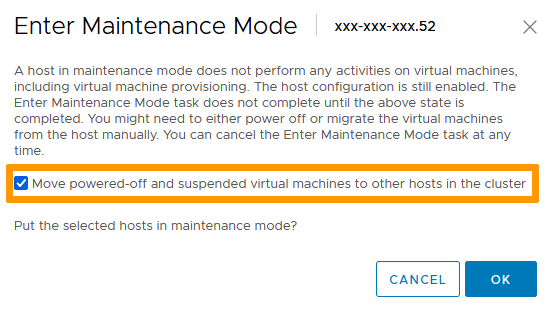 Enter Maintenance Mode xxx-xxx-xxx.52
A host in maintenance mode does not perform any activities on virtual machines,
including virtual machine provisioning. The host configuration is still enabled. The
Enter Maintenance Mode task does not complete until the above state is
completed. You might need to either power off or migrate the virtual machines
from the host manually. You can cancel the Enter Maintenance Mode task at any
time.
Move powered-off and suspended virtual machines to other hosts in the cluster
Put the selected hosts in maintenance mode?
CANCEL OK